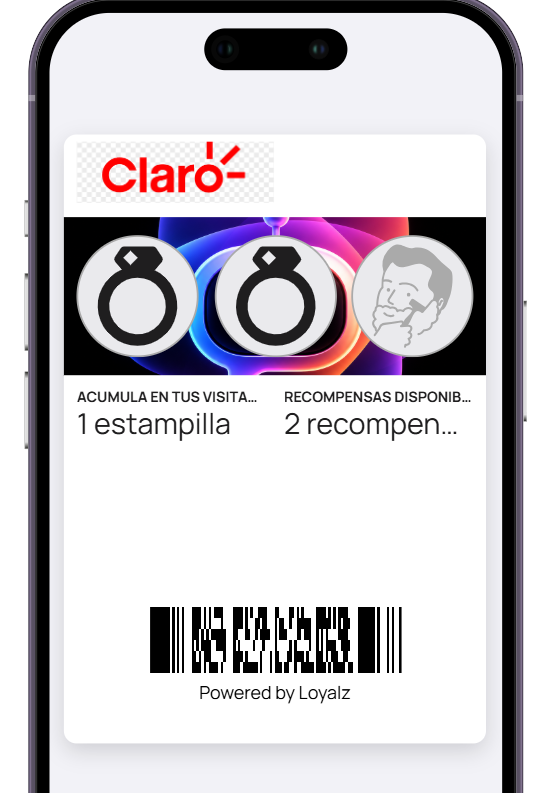 Claro
ACUMULA EN TUS VISITA...
1 estampilla
RECOMPENSAS DISPONIB...
2 recompen...
Powered by Loyalz